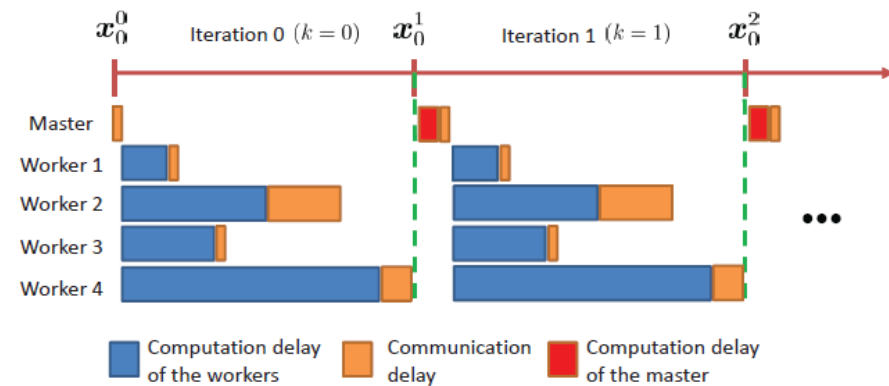 x_0^0 Iteration 0 (k = 0) x_0^1 Iteration 1 (k = 1) x_0^2
Master
Worker 1
Worker 2
Worker 3
Worker 4
•••
Computation delay of the workers
Communication delay
Computation delay of the master